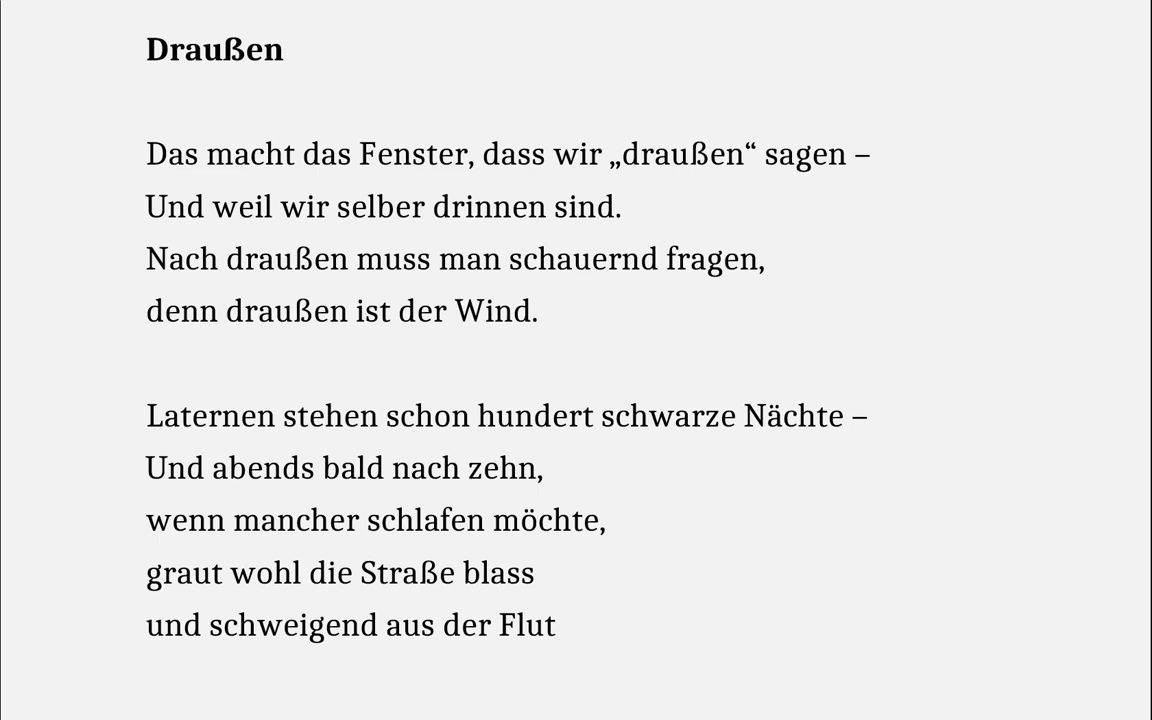 Draußen
Das macht das Fenster, dass wir „draußen“ sagen –
Und weil wir selber drinnen sind.
Nach draußen muss man schauernd fragen,
denn draußen ist der Wind.
Laternen stehen schon hundert schwarze Nächte –
Und abends bald nach zehn,
wenn mancher schlafen möchte,
graut wohl die Straße blass
und schweigend aus der Flut